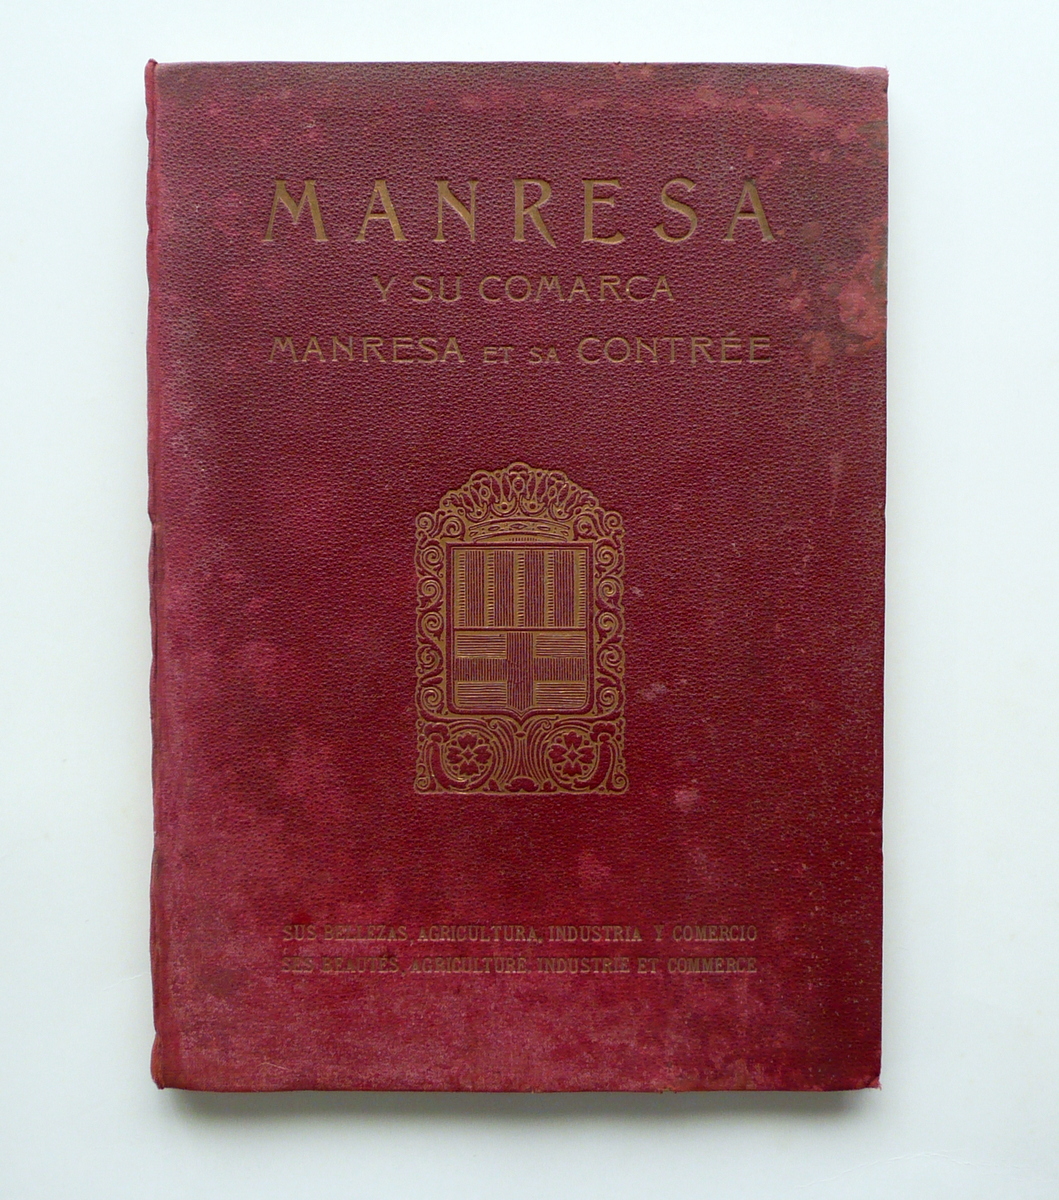 MANRESA
Y SU COMARCA
MANRESA ET SA CONTRÉE
SUS BELLEZAS, AGRICULTURA, INDUSTRIA Y COMERCIO
SES BEAUTÉS, AGRICULTURE, INDUSTRIE ET COMMERCE